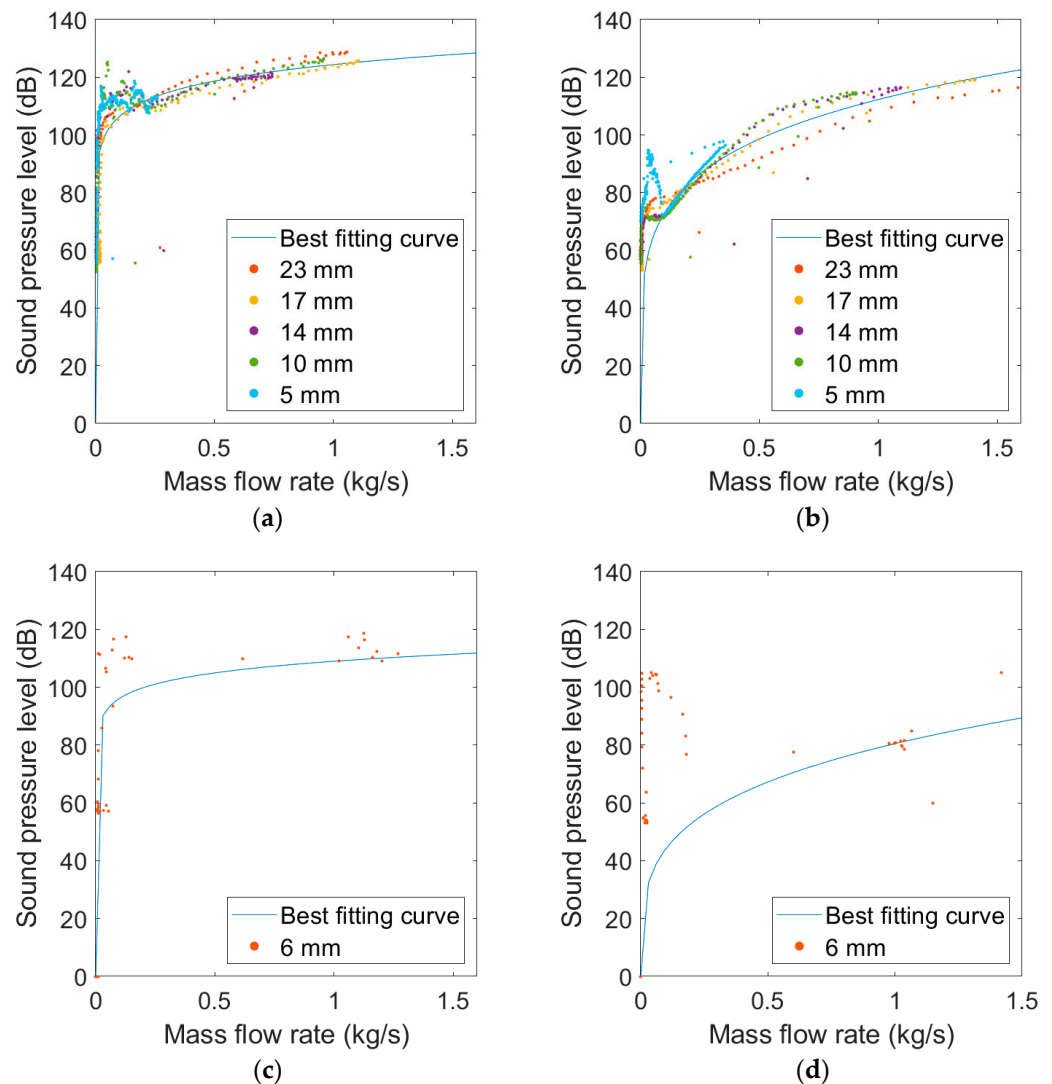 140
120
100
80
60
40
20
0
Sound pressure level (dB)
Best fitting curve
23 mm
17 mm
14 mm
10 mm
5 mm
0 0.5 1 1.5
Mass flow rate (kg/s)
(a)
140
120
100
80
60
40
20
0
Sound pressure level (dB)
Best fitting curve
23 mm
17 mm
14 mm
10 mm
5 mm
0 0.5 1 1.5
Mass flow rate (kg/s)
(b)
140
120
100
80
60
40
20
0
Sound pressure level (dB)
Best fitting curve
6 mm
0 0.5 1 1.5
Mass flow rate (kg/s)
(c)
140
120
100
80
60
40
20
0
Sound pressure level (dB)
Best fitting curve
6 mm
0 0.5 1 1.5
Mass flow rate (kg/s)
(d)